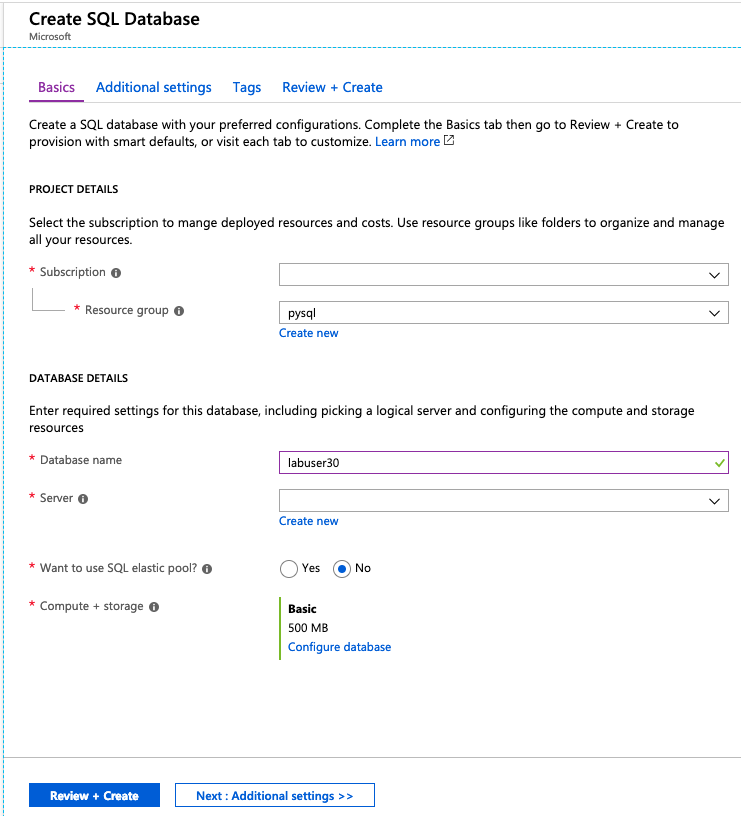 Create SQL Database
Microsoft
Basics Additional settings Tags Review + Create
Create a SQL database with your preferred configurations. Complete the Basics tab then go to Review + Create to
provision with smart defaults, or visit each tab to customize. Learn more
PROJECT DETAILS
Select the subscription to mange deployed resources and costs. Use resource groups like folders to organize and manage
all your resources.
* Subscription
* Resource group
pysql
Create new
DATABASE DETAILS
Enter required settings for this database, including picking a logical server and configuring the compute and storage
resources
* Database name
labuser30
* Server
Create new
* Want to use SQL elastic pool? Yes No
* Compute + storage
Basic
500 MB
Configure database
Review + Create Next : Additional settings >>